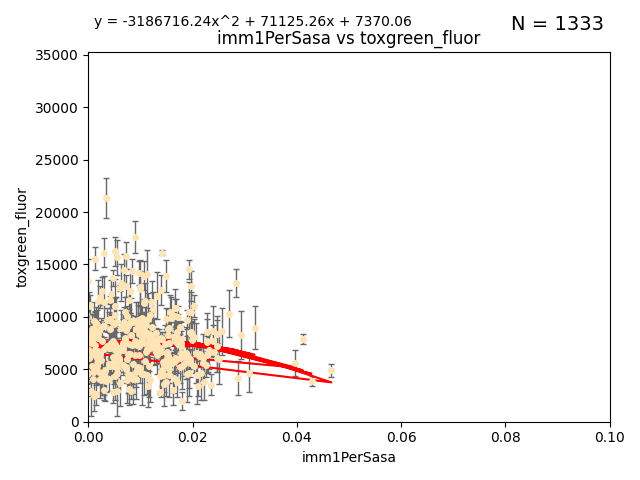 y = -3186716.24x^2 + 71125.26x + 7370.06
N = 1333
imm1PerSasa vs toxgreen_fluor
35000
30000
25000
20000
15000
10000
5000
0
toxgreen_fluor
0.00 0.02 0.04 0.06 0.08 0.10
imm1PerSasa